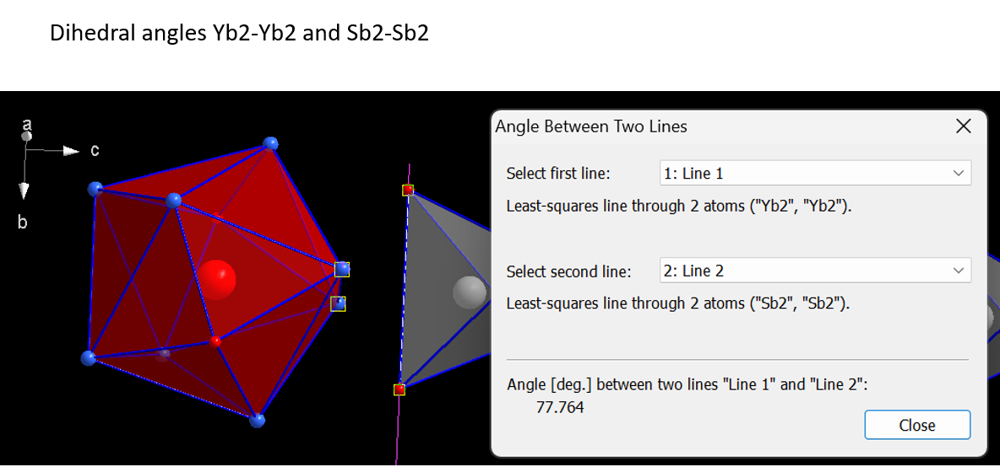 Dihedral angles Yb2-Yb2 and Sb2-Sb2
a
c
b
Angle Between Two Lines
Select first line: 1: Line 1
Least-squares line through 2 atoms ("Yb2", "Yb2").
Select second line: 2: Line 2
Least-squares line through 2 atoms ("Sb2", "Sb2").
Angle [deg.] between two lines "Line 1" and "Line 2":
77.764
Close